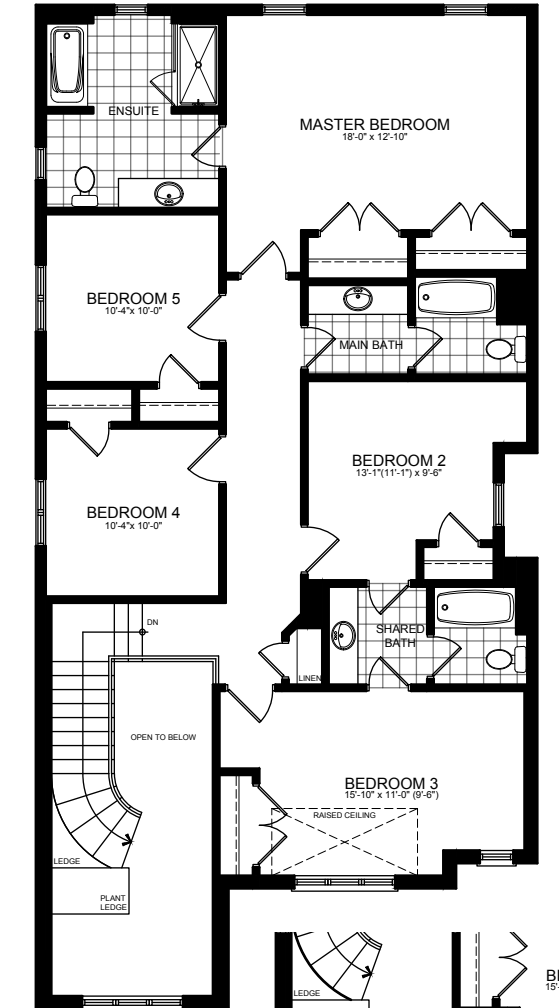 ENSUITE
MASTER BEDROOM
18'-0" x 12'-10"
BEDROOM 5
10'-4"x 10'-0"
MAIN BATH
BEDROOM 2
13'-1"(11'-1") x 9'-6"
BEDROOM 4
10'-4"x 10'-0"
DN
SHARED
BATH
LINEN
OPEN TO BELOW
BEDROOM 3
15'-10" x 11'-0" (9'-6")
RAISED CEILING
LEDGE
PLANT
LEDGE
LEDGE